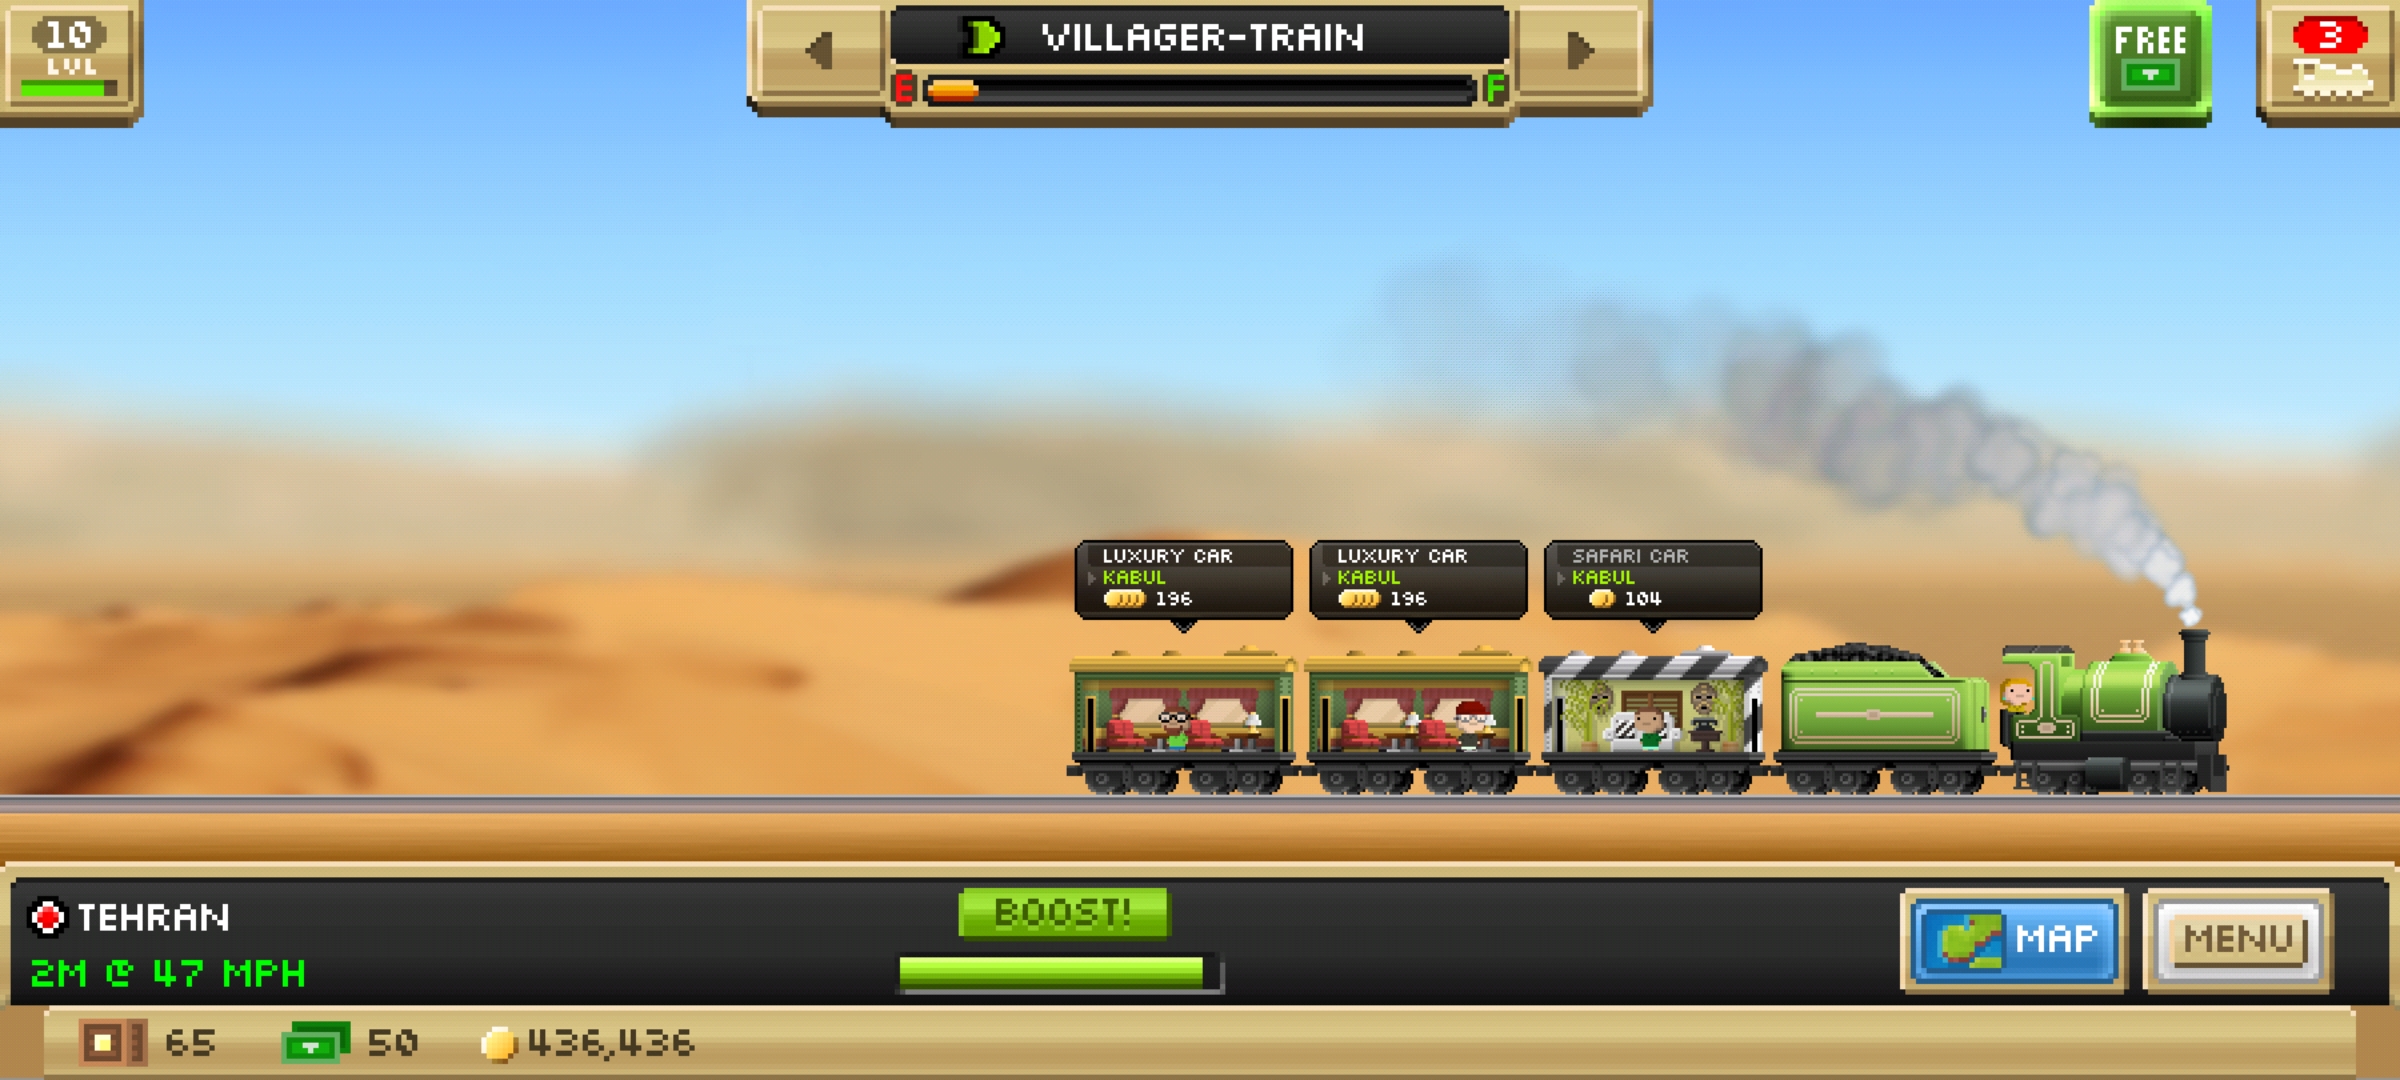 10
LVL
VILLAGER-TRAIN
E F
FREE
3
LUXURY CAR
KABUL
196
LUXURY CAR
KABUL
196
SAFARI CAR
KABUL
104
TEHRAN
2M @ 47 MPH
BOOST!
MAP
MENU
65
50
436,436